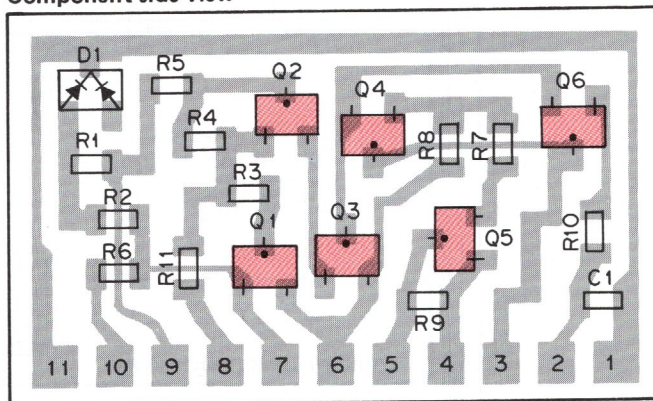 Component side view
D1
R5
Q2
Q4
Q6
R4
R8
R7
R1
R3
R2
Q1
Q3
R10
Q5
R6
R11
C1
R9
11 10 9 8 7 6 5 4 3 2 1